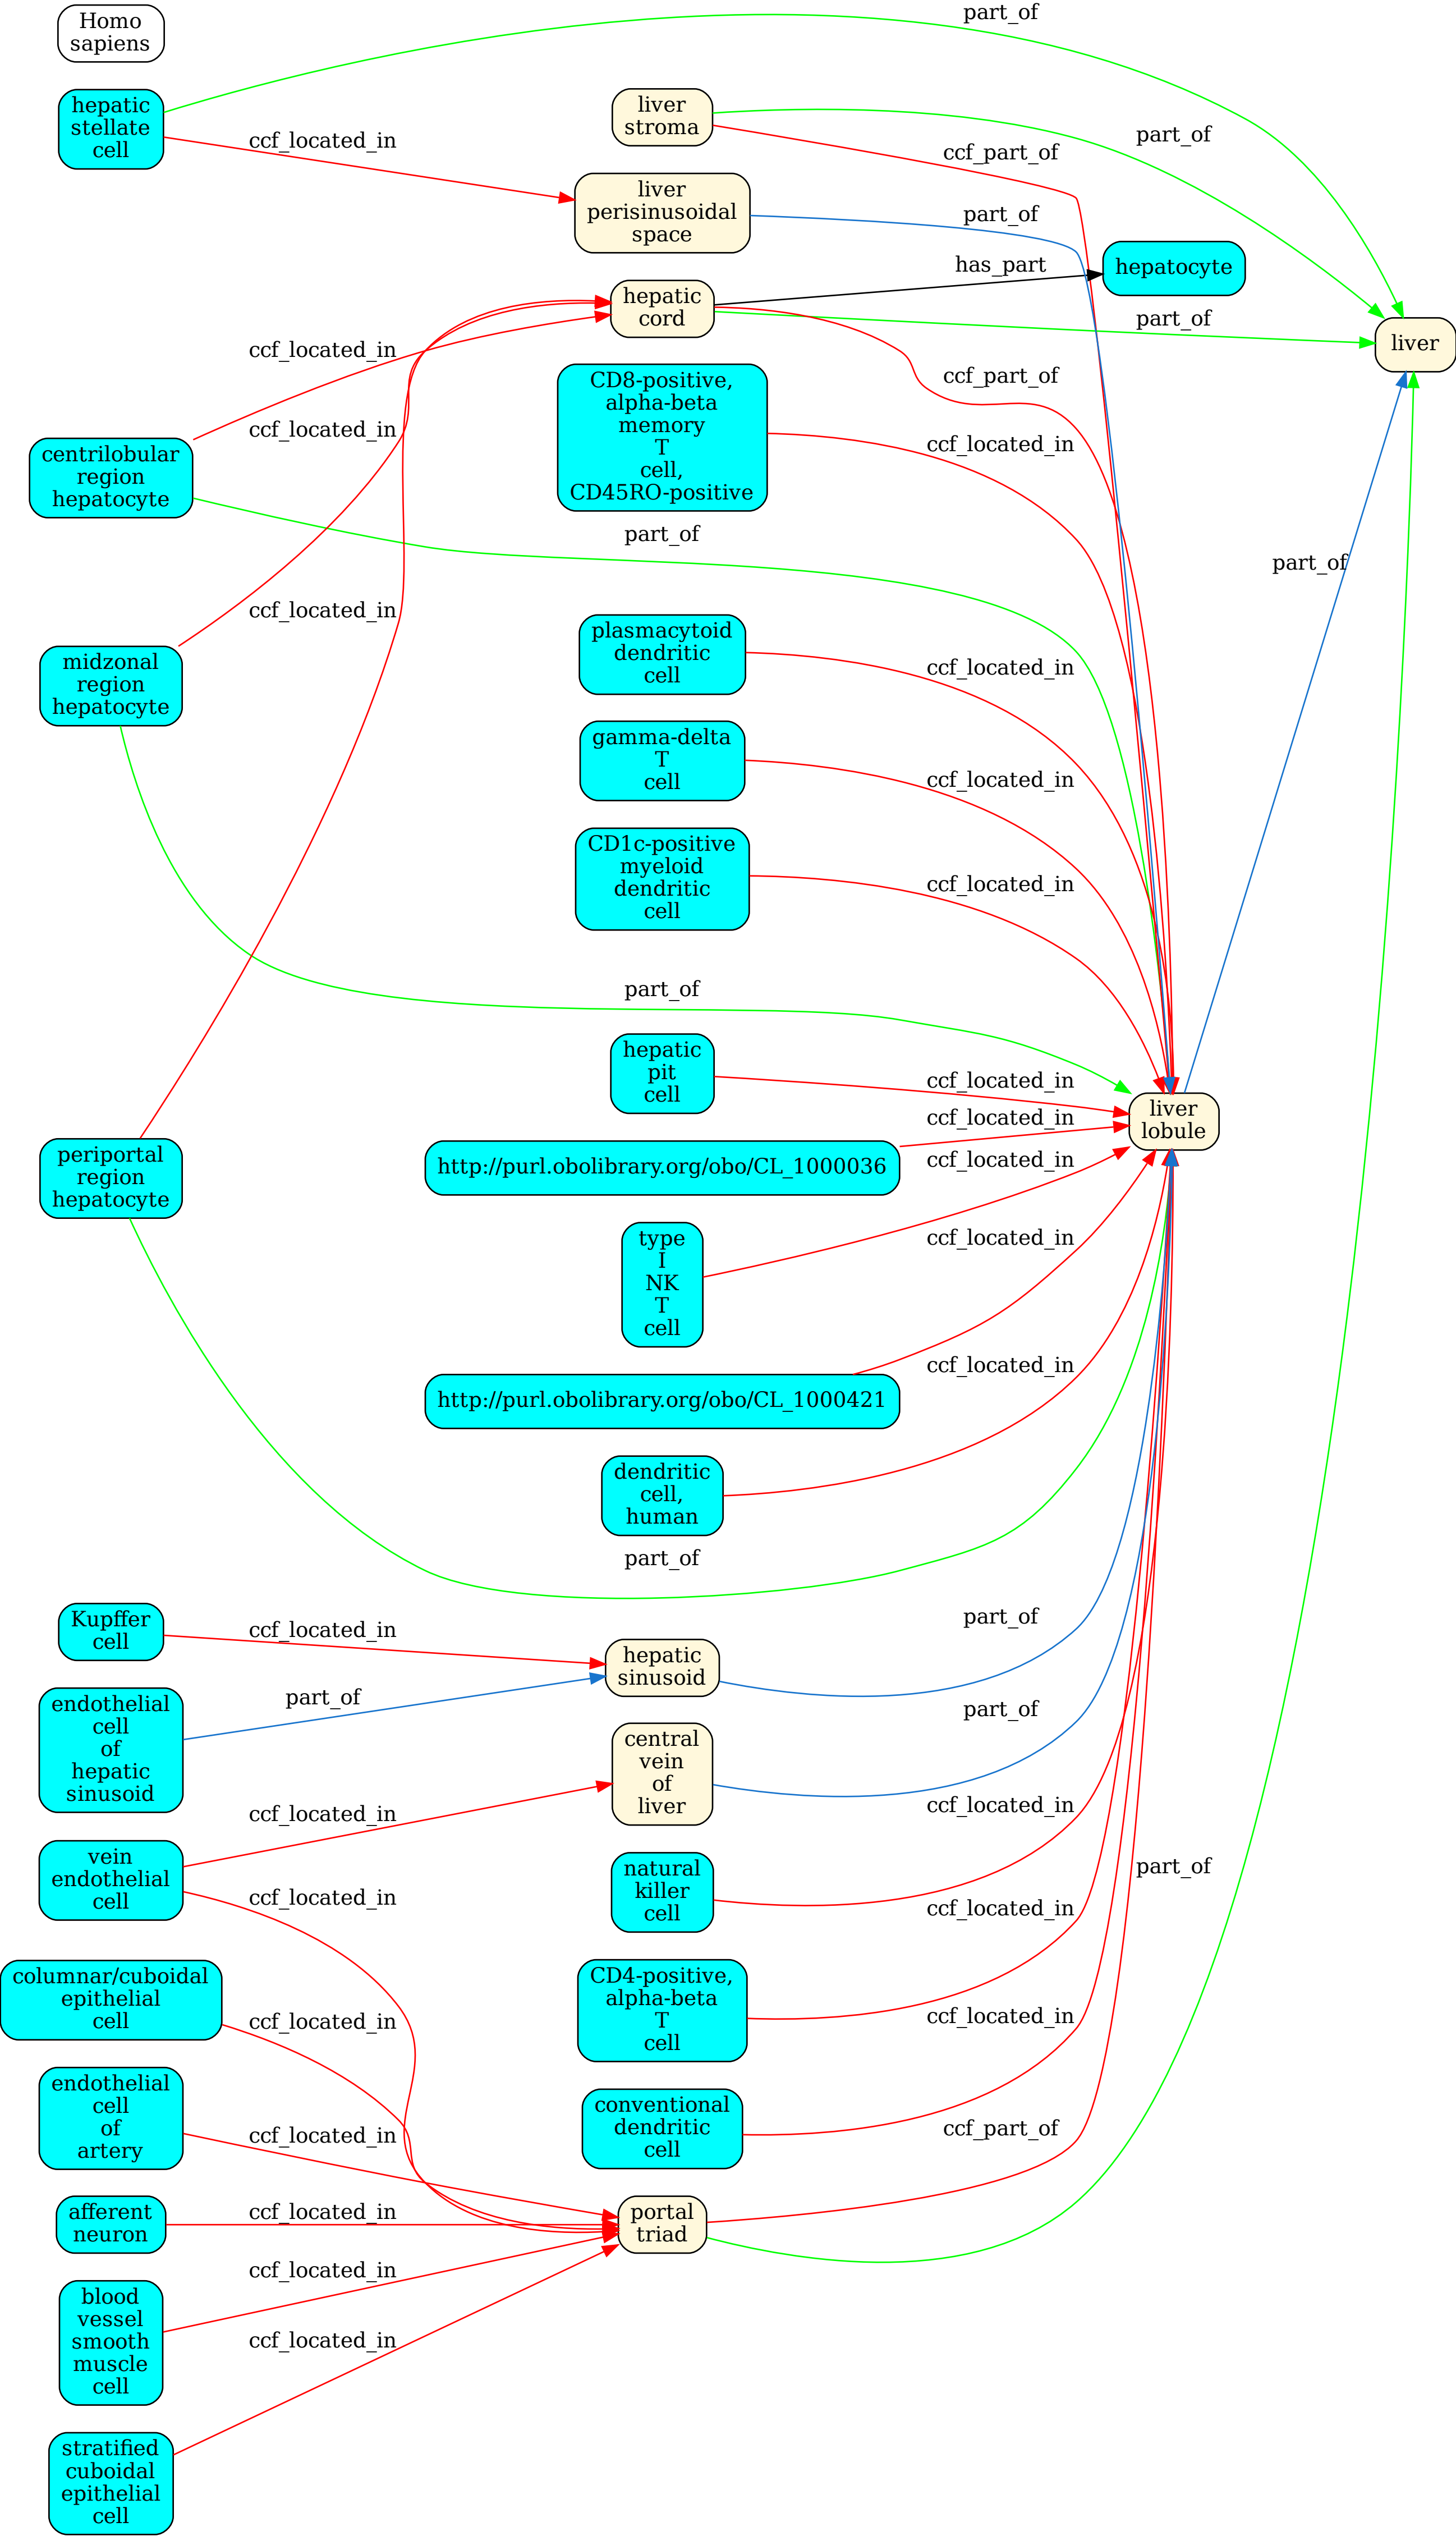 Homo
sapiens
part_of
hepatic
stellate
cell
ccf_located_in
liver
stroma
part_of
ccf_part_of
liver
perisinusoidal
space
part_of
hepatic
cord
has_part
hepatocyte
part_of
liver
ccf_part_of
ccf_located_in
ccf_located_in
CD8-positive,
alpha-beta
memory
T
cell,
CD45RO-positive
ccf_located_in
centrilobular
region
hepatocyte
part_of
part_of
ccf_located_in
midzonal
region
hepatocyte
plasmacytoid
dendritic
cell
ccf_located_in
gamma-delta
T
cell
ccf_located_in
CD1c-positive
myeloid
dendritic
cell
ccf_located_in
part_of
hepatic
pit
cell
ccf_located_in
liver
lobule
ccf_located_in
http://purl.obolibrary.org/obo/CL_1000036
ccf_located_in
periportal
region
hepatocyte
type
I
NK
T
cell
ccf_located_in
http://purl.obolibrary.org/obo/CL_1000421
ccf_located_in
dendritic
cell,
human
part_of
Kupffer
cell
ccf_located_in
hepatic
sinusoid
part_of
endothelial
cell
of
hepatic
sinusoid
part_of
central
vein
of
liver
part_of
ccf_located_in
vein
endothelial
cell
ccf_located_in
ccf_located_in
natural
killer
cell
part_of
ccf_located_in
columnar/cuboidal
epithelial
cell
ccf_located_in
CD4-positive,
alpha-beta
T
cell
ccf_located_in
endothelial
cell
of
artery
ccf_located_in
conventional
dendritic
cell
ccf_part_of
afferent
neuron
ccf_located_in
portal
triad
blood
vessel
smooth
muscle
cell
ccf_located_in
stratified
cuboidal
epithelial
cell
ccf_located_in